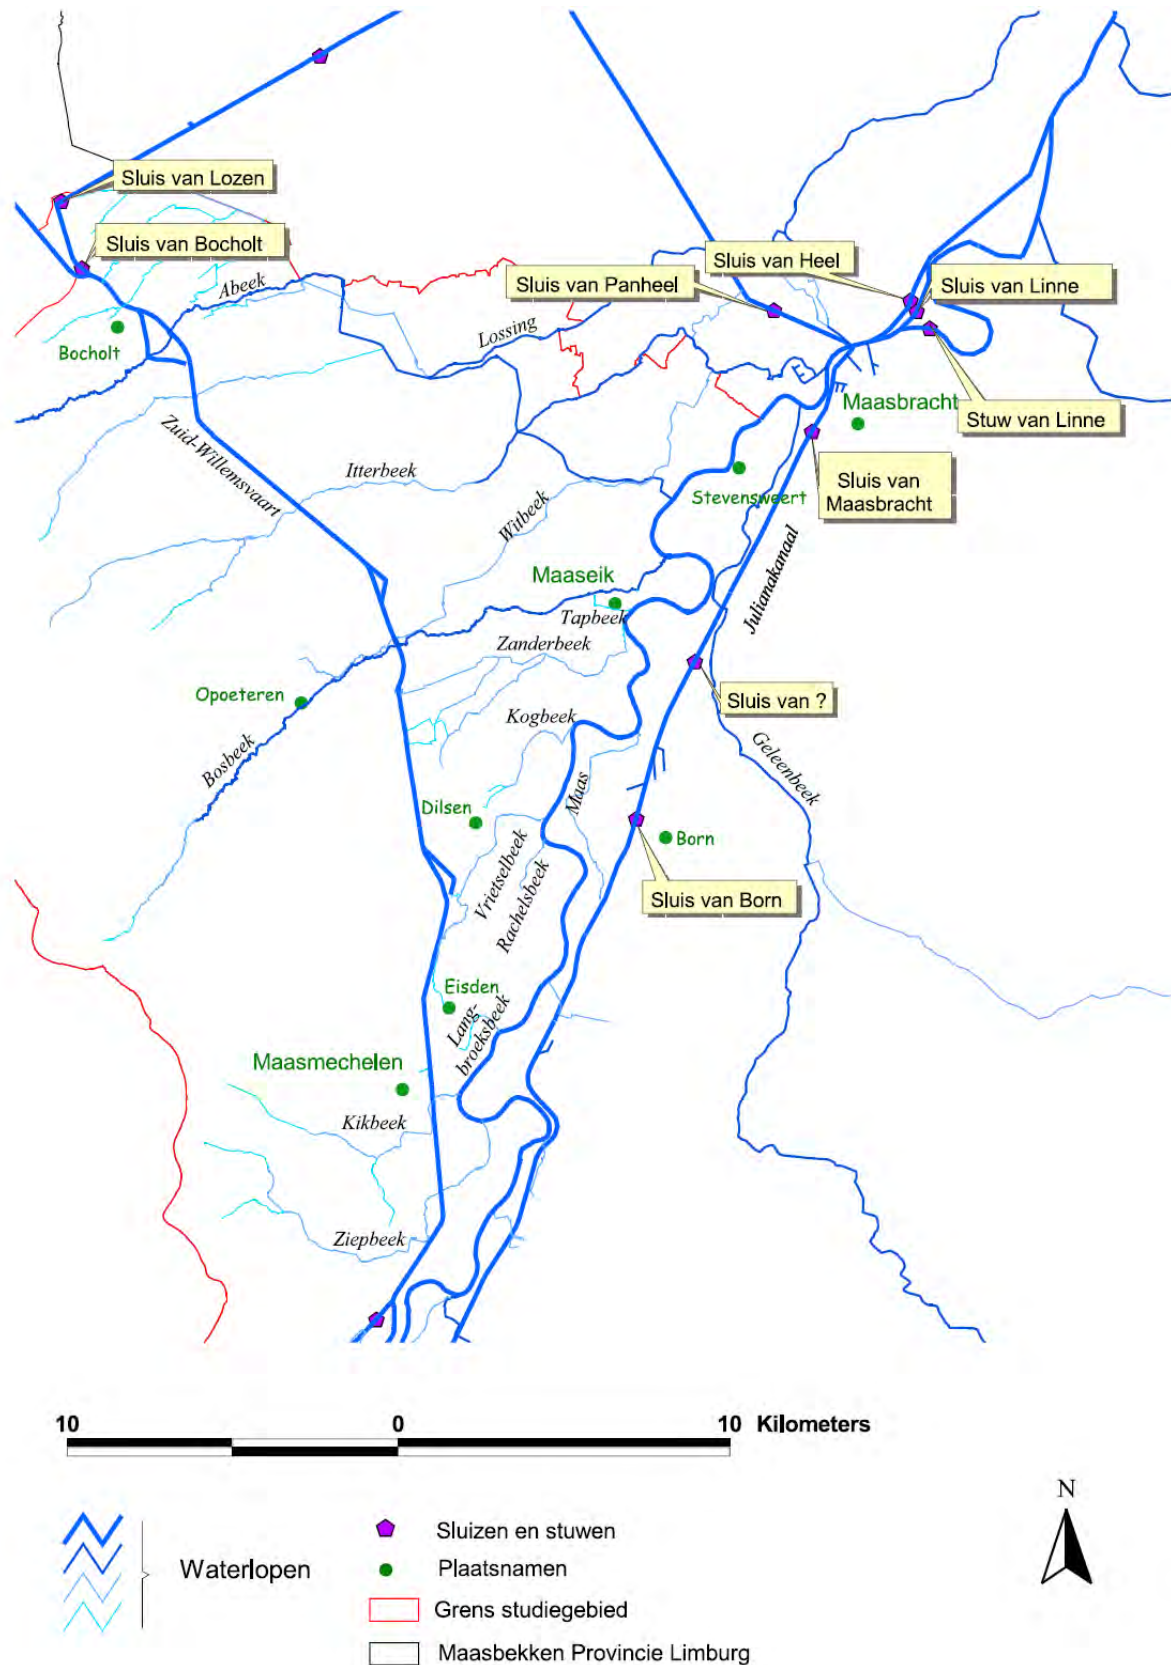 Sluis van Lozen
Sluis van Bocholt
Sluis van Heel
Sluis van Panheel
Sluis van Linne
Abeek
Lossing
Bocholt
Maasbracht
Stuw van Linne
Zuid-Willemsvaart
Itterbeek
Stevensweert
Sluis van
Maasbracht
Witbeek
Julianakanaal
Maaseik
Tapbeek
Zanderbeek
Opoeteren
Sluis van ?
Kogbeek
Bosbeek
Geleenbeek
Maas
Dilsen
Born
Vrietselbeek
Rachelsbeek
Sluis van Born
Eisden
Lang-
broeksbeek
Maasmechelen
Kikbeek
Ziepbeek
10 0 10 Kilometers
N
Waterlopen
Sluizen en stuwen
Plaatsnamen
Grens studiegebied
Maasbekken Provincie Limburg